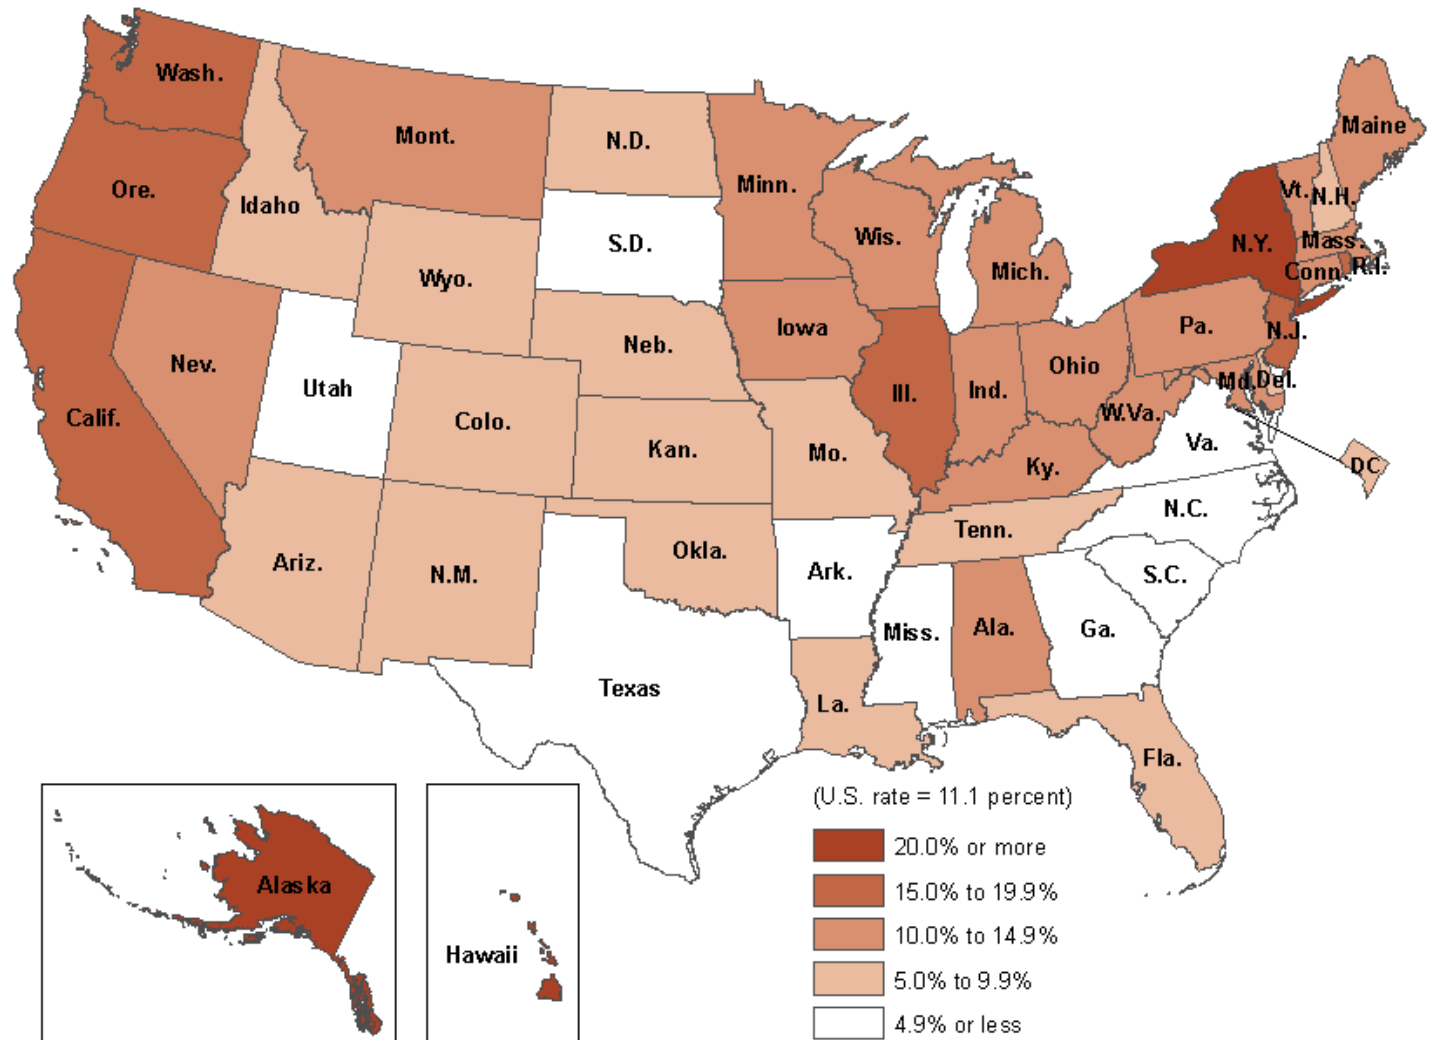 Wash.
Maine
Mont.
N.D.
Ore.
Minn.
Vt.
N.H.
Idaho
Wis.
S.D.
N.Y.
Mass.
Mich.
Conn.
R.I.
Wyo.
Iowa
Pa.
N.J.
Neb.
Nev.
Ohio
Utah
Ill.
Ind.
Md.
Del.
Calif.
Colo.
W.Va.
Kan.
Mo.
Va.
Ky.
DC
N.C.
Tenn.
Okla.
Ariz.
N.M.
Ark.
S.C.
Miss.
Ala.
Ga.
Texas
La.
Fla.
Alaska
Hawaii
(U.S. rate = 11.1 percent)
20.0% or more
15.0% to 19.9%
10.0% to 14.9%
5.0% to 9.9%
4.9% or less